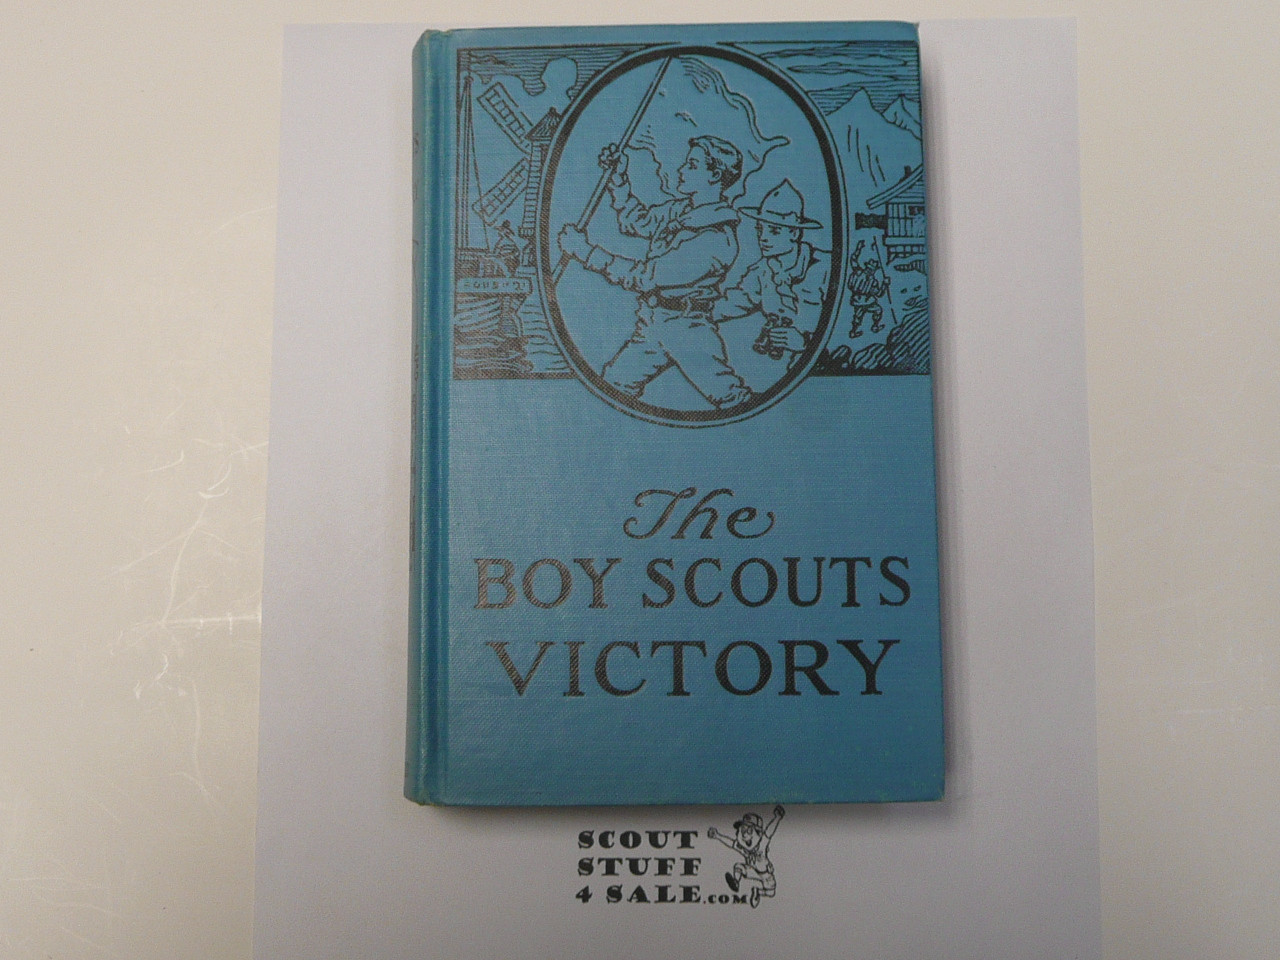 The
BOY SCOUTS
VICTORY
SCOUT
STUFF
4 SALE.COM